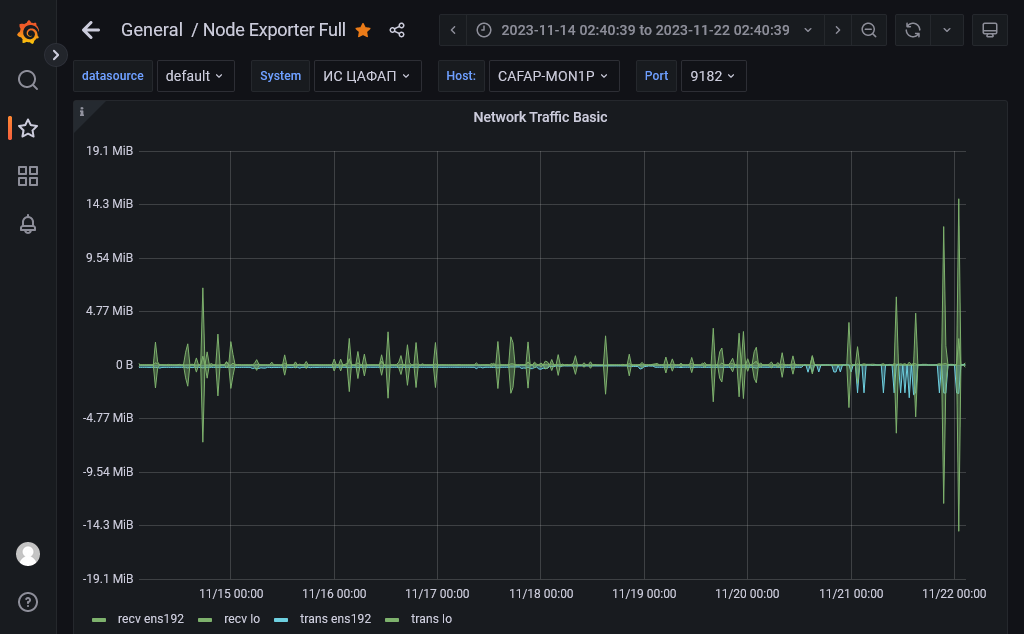 General / Node Exporter Full
2023-11-14 02:40:39 to 2023-11-22 02:40:39
datasource default System ИС ЦАФАП Host: CAFAP-MON1P Port 9182
i
Network Traffic Basic
19.1 MiB
14.3 MiB
9.54 MiB
4.77 MiB
0 B
-4.77 MiB
-9.54 MiB
-14.3 MiB
-19.1 MiB
11/15 00:00 11/16 00:00 11/17 00:00 11/18 00:00 11/19 00:00 11/20 00:00 11/21 00:00 11/22 00:00
recv ens192 recv lo trans ens192 trans lo